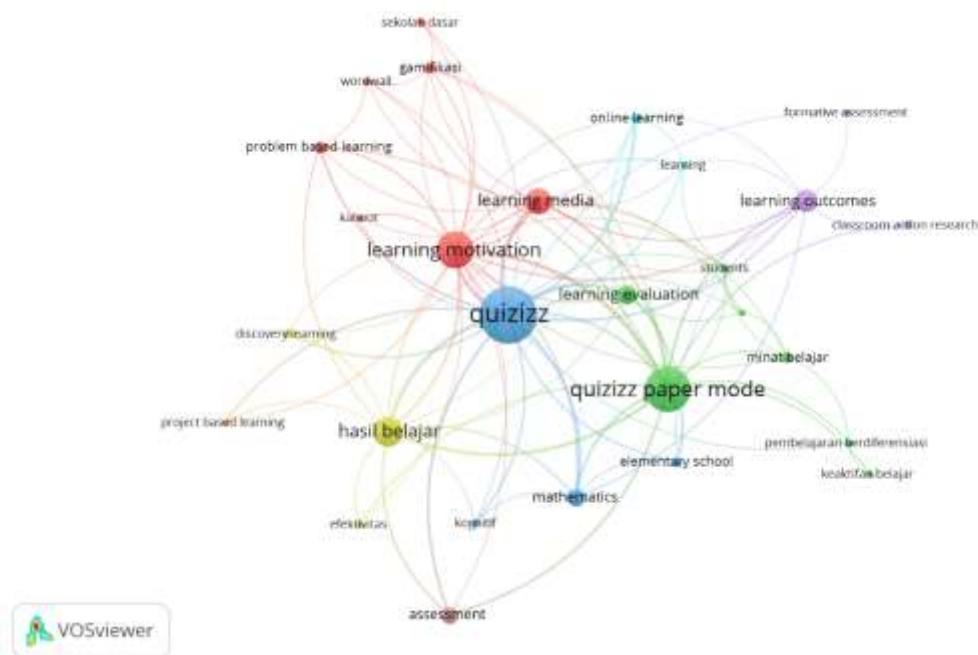 sekolah dasar
gamifikasi
wordwall
online learning
formative assessment
problem based learning
learning
learning media
learning outcomes
kahoot
classroom action research
learning motivation
students
learning evaluation
quizizz
discovery learning
minat belajar
quizizz paper mode
project based learning
hasil belajar
pembelajaran berdiferensiasi
elementary school
keaktifan belajar
mathematics
efektivitas
kognitif
assessment
VOSviewer